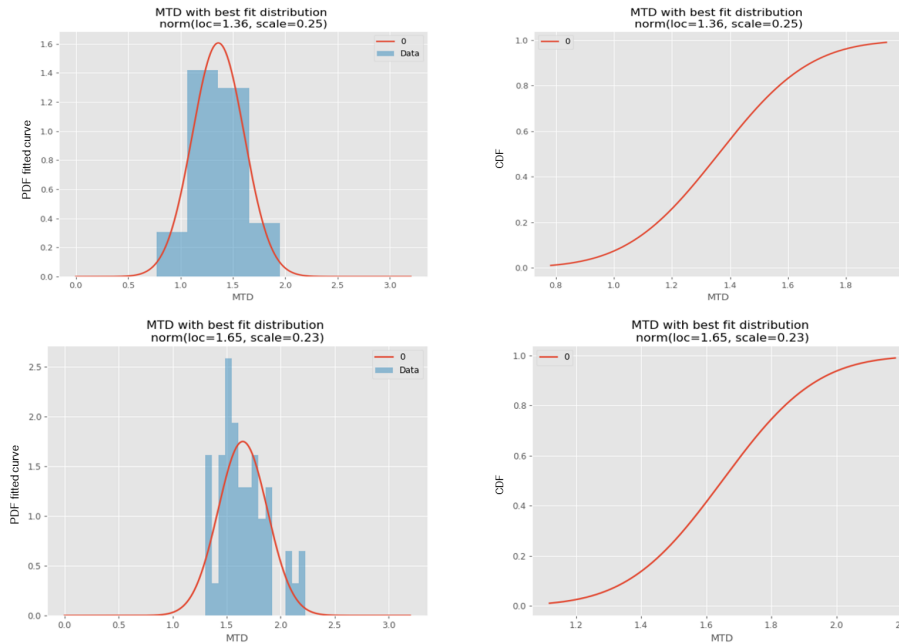 MTD with best fit distribution
norm(loc=1.36, scale=0.25)
PDF fitted curve
1.6
1.4
1.2
1.0
0.8
0.6
0.4
0.2
0.0
0
Data
0.0 0.5 1.0 1.5 2.0 2.5 3.0
MTD
MTD with best fit distribution
norm(loc=1.36, scale=0.25)
CDF
1.0
0.8
0.6
0.4
0.2
0.0
0
0.8 1.0 1.2 1.4 1.6 1.8
MTD
MTD with best fit distribution
norm(loc=1.65, scale=0.23)
PDF fitted curve
2.5
2.0
1.5
1.0
0.5
0.0
0
Data
0.0 0.5 1.0 1.5 2.0 2.5 3.0
MTD
MTD with best fit distribution
norm(loc=1.65, scale=0.23)
CDF
1.0
0.8
0.6
0.4
0.2
0.0
0
1.2 1.4 1.6 1.8 2.0
MTD